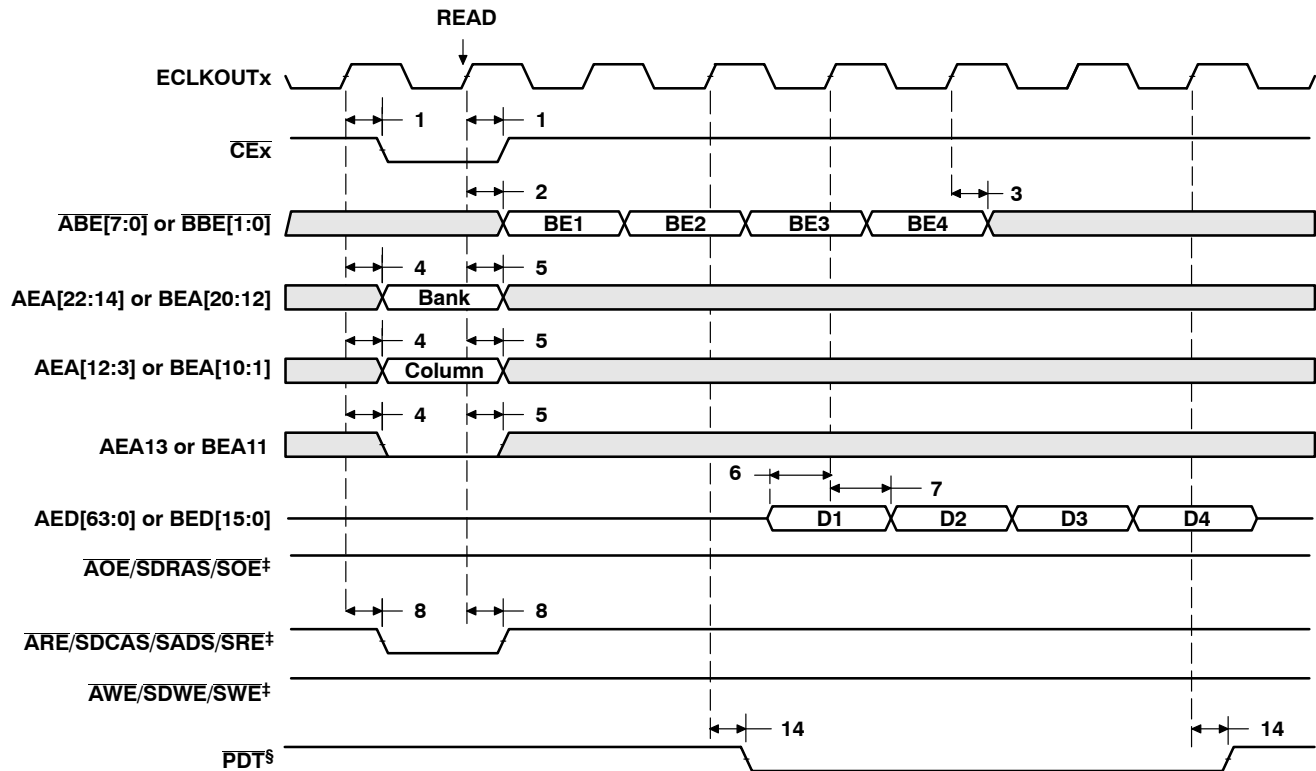 READ
ECLKOUTx
1 1
CEx
2 3
ABE[7:0] or BBE[1:0] BE1 BE2 BE3 BE4
4 5
AEA[22:14] or BEA[20:12] Bank
4 5
AEA[12:3] or BEA[10:1] Column
4 5
AEA13 or BEA11
6 7
AED[63:0] or BED[15:0] D1 D2 D3 D4
AOE/SDRAS/SOE‡
8 8
ARE/SDCAS/SADS/SRE‡
AWE/SDWE/SWE‡
14 14
PDT§